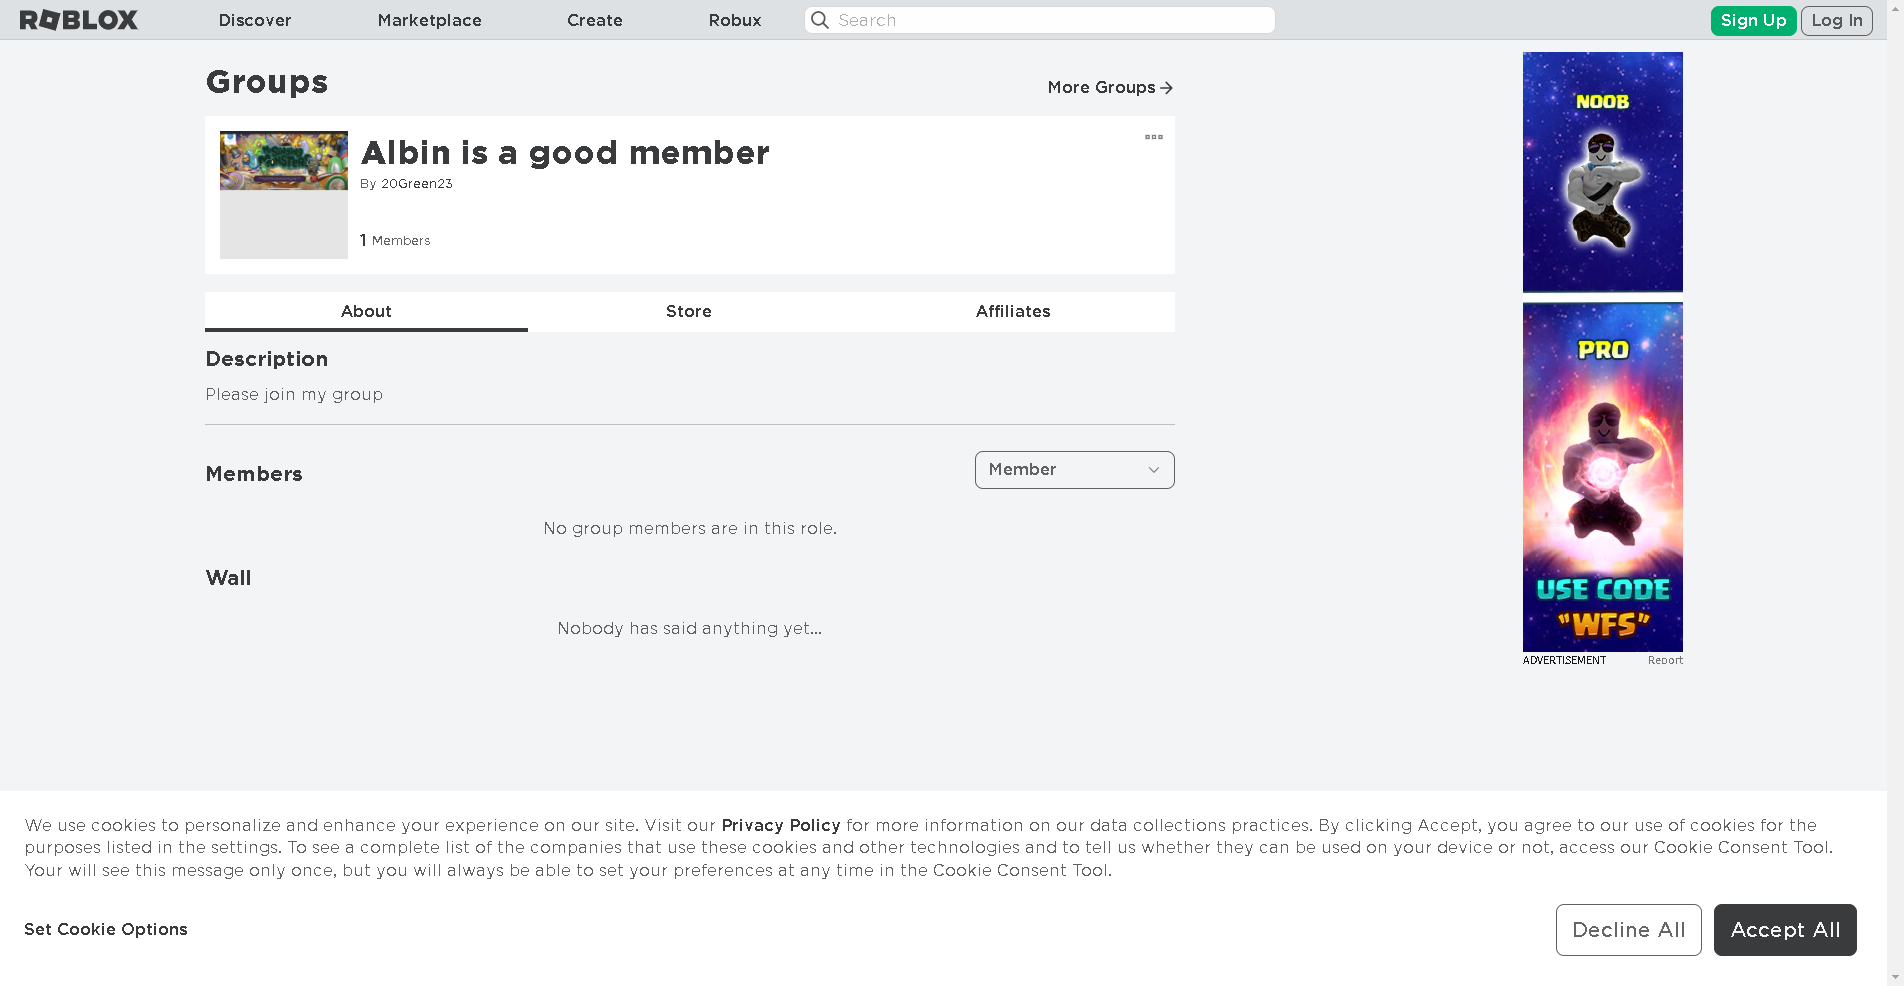 ROBLOX
Discover
Marketplace
Create
Robux
Search
Sign Up
Log In
Groups
More Groups
Albin is a good member
By 20Green23
1 Members
About
Store
Affiliates
Description
Please join my group
Members
Member
No group members are in this role.
Wall
Nobody has said anything yet...
NOOB
PRO
USE CODE
"WFS"
ADVERTISEMENT
Report
We use cookies to personalize and enhance your experience on our site. Visit our Privacy Policy for more information on our data collections practices. By clicking Accept, you agree to our use of cookies for the
purposes listed in the settings. To see a complete list of the companies that use these cookies and other technologies and to tell us whether they can be used on your device or not, access our Cookie Consent Tool.
Your will see this message only once, but you will always be able to set your preferences at any time in the Cookie Consent Tool.
Set Cookie Options
Decline All
Accept All